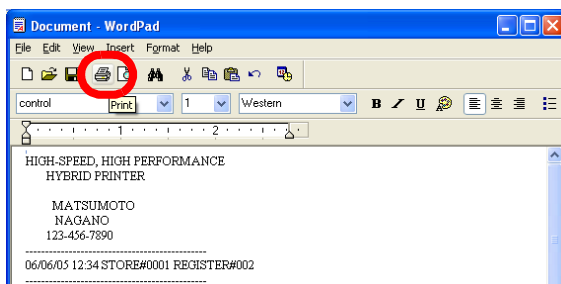 Document - WordPad
File Edit View Insert Format Help
control Print 1 Western B / U
1 2
HIGH-SPEED, HIGH PERFORMANCE
HYBRID PRINTER
MATSUMOTO
NAGANO
123-456-7890
----------------------------------------------
06/06/05 12:34 STORE#0001 REGISTER#002
----------------------------------------------